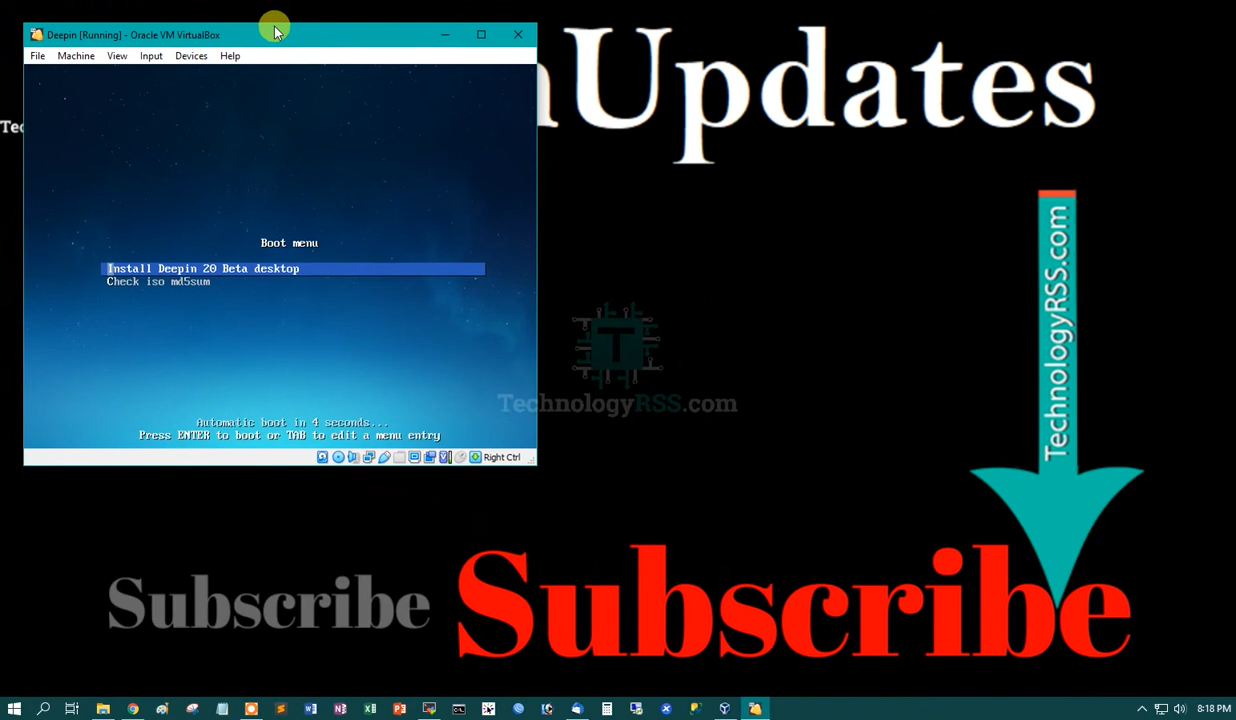 Deepin [Running] - Oracle VM VirtualBox
File Machine View Input Devices Help
Tec
nUpdates
Boot menu
Install Deepin 20 Beta desktop
Check iso md5sum
Automatic boot in 4 seconds...
Press ENTER to boot or TAB to edit a menu entry
Right Ctrl
T
TechnologyRSS.com
TechnologyRSS.com
Subscribe
Subscribe
8:18 PM